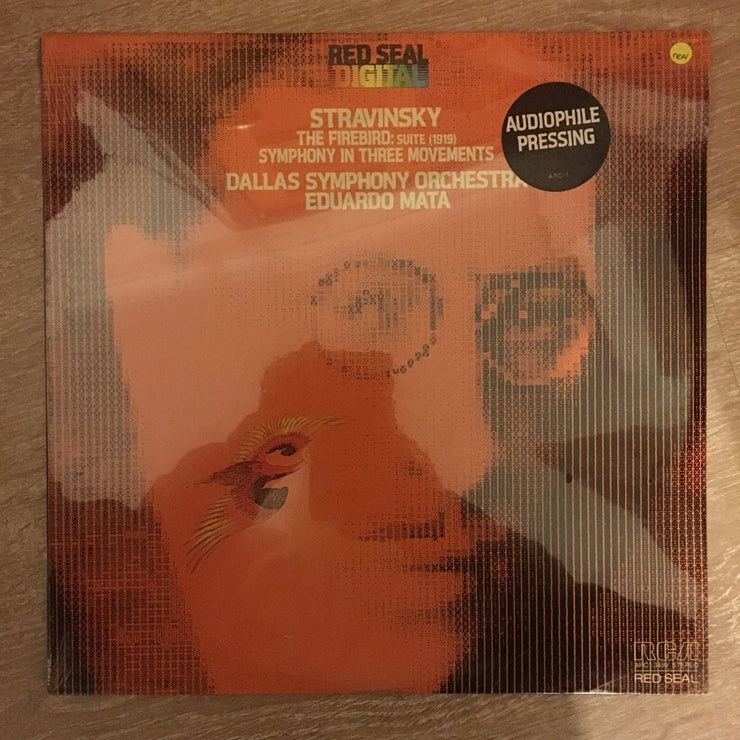 RED SEAL
DIGITAL
new
STRAVINSKY
THE FIREBIRD: SUITE (1919)
SYMPHONY IN THREE MOVEMENTS
DALLAS SYMPHONY ORCHESTRA
EDUARDO MATA
AUDIOPHILE
PRESSING
RCA
STEREO
RED SEAL